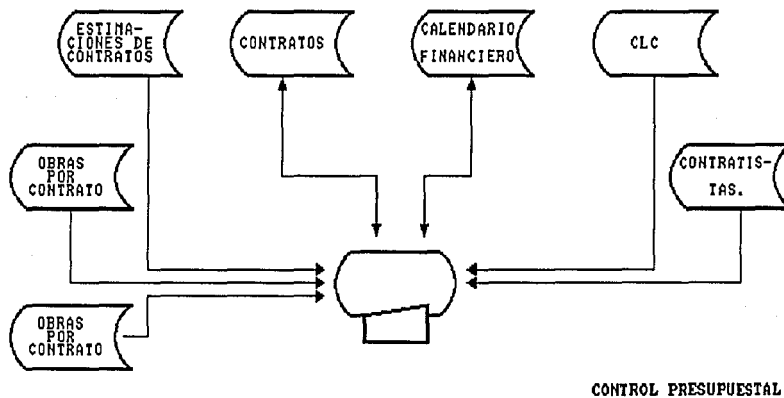 ESTIMA-
CIONES DE
CONTRATOS
CONTRATOS
CALENDARIO
FINANCIERO
CLC
OBRAS
POR
CONTRATO
CONTRATIS-
TAS.
OBRAS
POR
CONTRATO
CONTROL PRESUPUESTAL